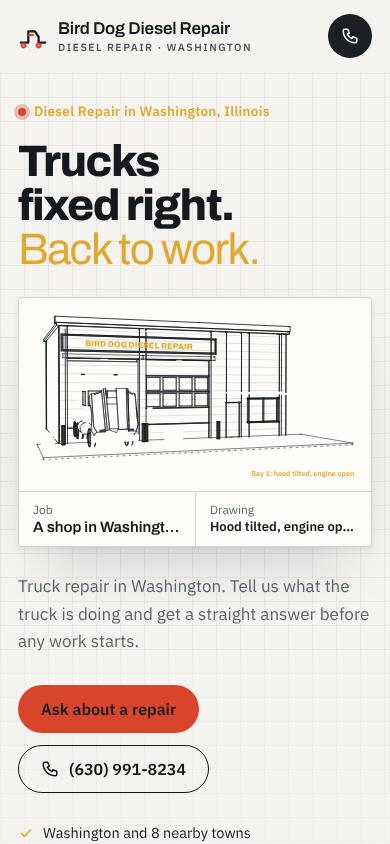 Bird Dog Diesel Repair
DIESEL REPAIR · WASHINGTON
Diesel Repair in Washington, Illinois
Trucks
fixed right.
Back to work.
BIRD DOG DIESEL REPAIR
Bay 1: hood tilted, engine open
Job
A shop in Washingt…
Drawing
Hood tilted, engine op…
Truck repair in Washington. Tell us what the
truck is doing and get a straight answer before
any work starts.
Ask about a repair
(630) 991-8234
Washington and 8 nearby towns